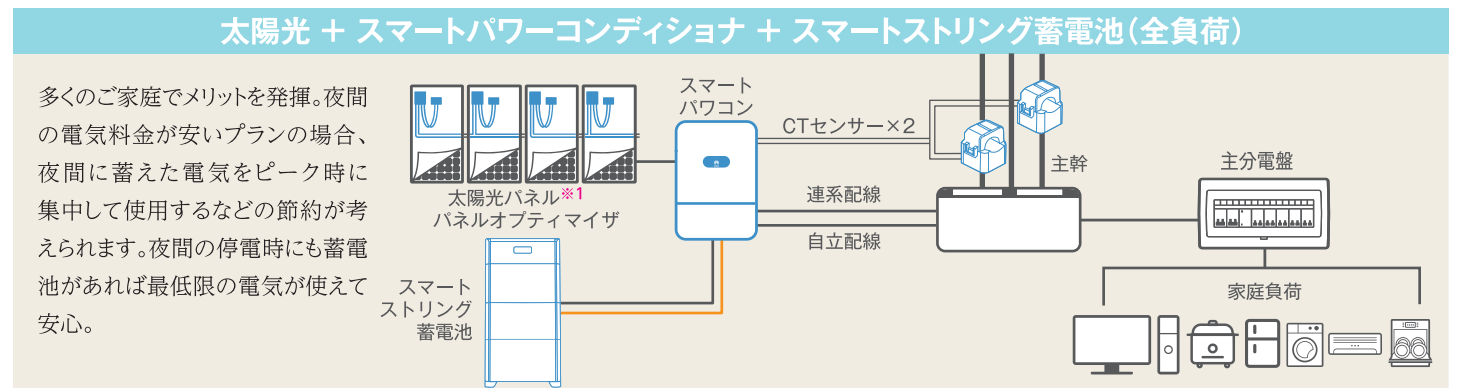 太陽光 ＋ スマートパワーコンディショナ ＋ スマートストリング蓄電池（全負荷）
多くのご家庭でメリットを発揮。夜間
の電気料金が安いプランの場合、
夜間に蓄えた電気をピーク時に
集中して使用するなどの節約が考
えられます。夜間の停電時にも蓄電
池があれば最低限の電気が使えて
安心。
太陽光パネル※1
パネルオプティマイザ
スマート
ストリング
蓄電池
スマート
パワコン
CTセンサー×2
連系配線
自立配線
主幹
主分電盤
家庭負荷